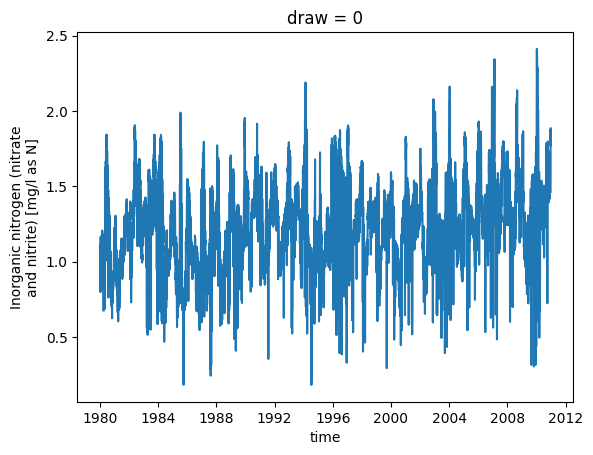 draw = 0
Inorganic nitrogen (nitrate
and nitrite) [mg/l as N]
2.5
2.0
1.5
1.0
0.5
1980 1984 1988 1992 1996 2000 2004 2008 2012
time